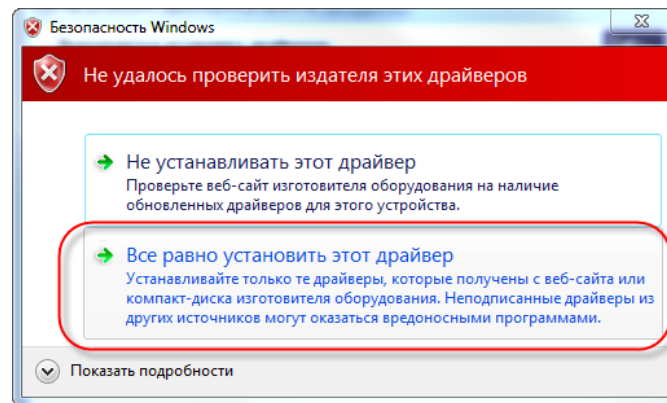 Безопасность Windows
Не удалось проверить издателя этих драйверов
Не устанавливать этот драйвер
Проверьте веб-сайт изготовителя оборудования на наличие
обновленных драйверов для этого устройства.
Все равно установить этот драйвер
Устанавливайте только те драйверы, которые получены с веб-сайта или
компакт-диска изготовителя оборудования. Неподписанные драйверы из
других источников могут оказаться вредоносными программами.
Показать подробности